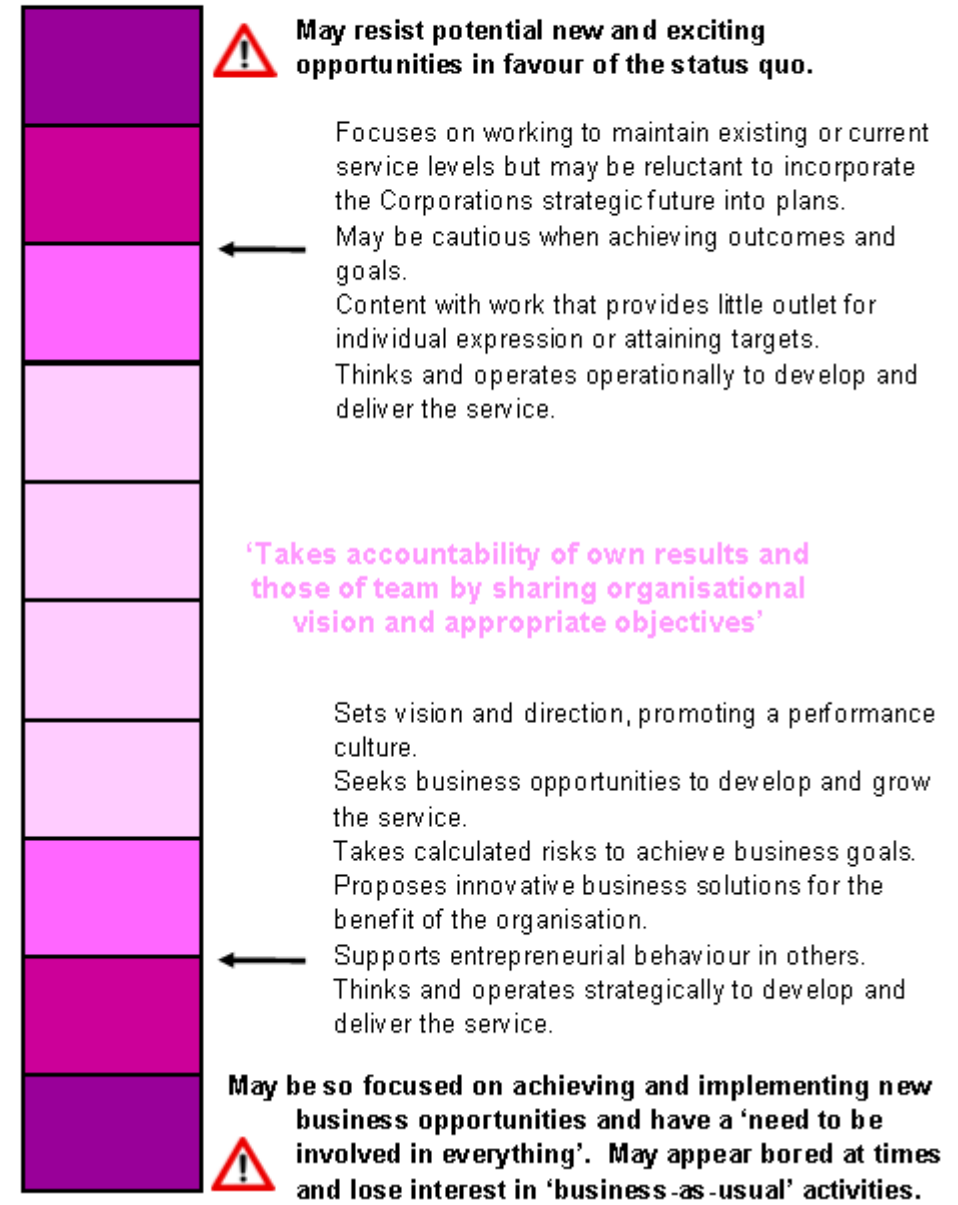 May resist potential new and exciting
opportunities in favour of the status quo.
Focuses on working to maintain existing or current
service levels but may be reluctant to incorporate
the Corporations strategic future into plans.
May be cautious when achieving outcomes and
goals.
Content with work that provides little outlet for
individual expression or attaining targets.
Thinks and operates operationally to develop and
deliver the service.
‘Takes accountability of own results and
those of team by sharing organisational
vision and appropriate objectives’
Sets vision and direction, promoting a performance
culture.
Seeks business opportunities to develop and grow
the service.
Takes calculated risks to achieve business goals.
Proposes innovative business solutions for the
benefit of the organisation.
Supports entrepreneurial behaviour in others.
Thinks and operates strategically to develop and
deliver the service.
May be so focused on achieving and implementing new
business opportunities and have a ‘need to be
involved in everything’. May appear bored at times
and lose interest in ‘business-as-usual’ activities.